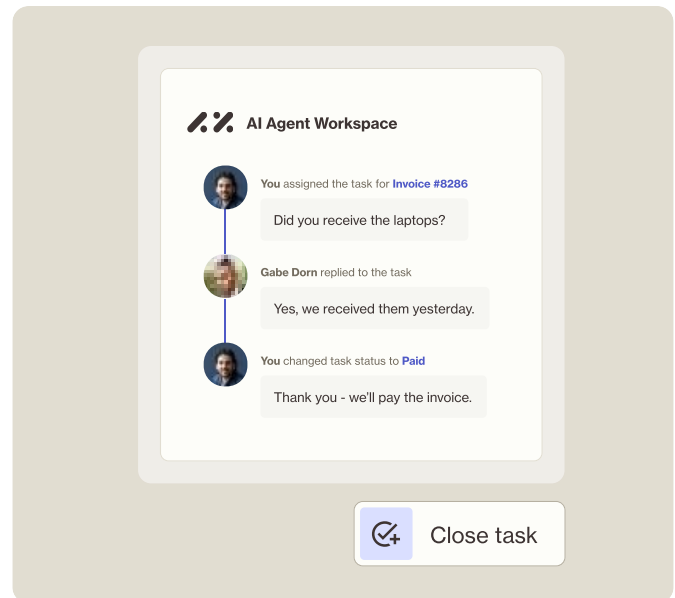 AI Agent Workspace
You assigned the task for Invoice #8286
Did you receive the laptops?
Gabe Dorn replied to the task
Yes, we received them yesterday.
You changed task status to Paid
Thank you - we’ll pay the invoice.
Close task